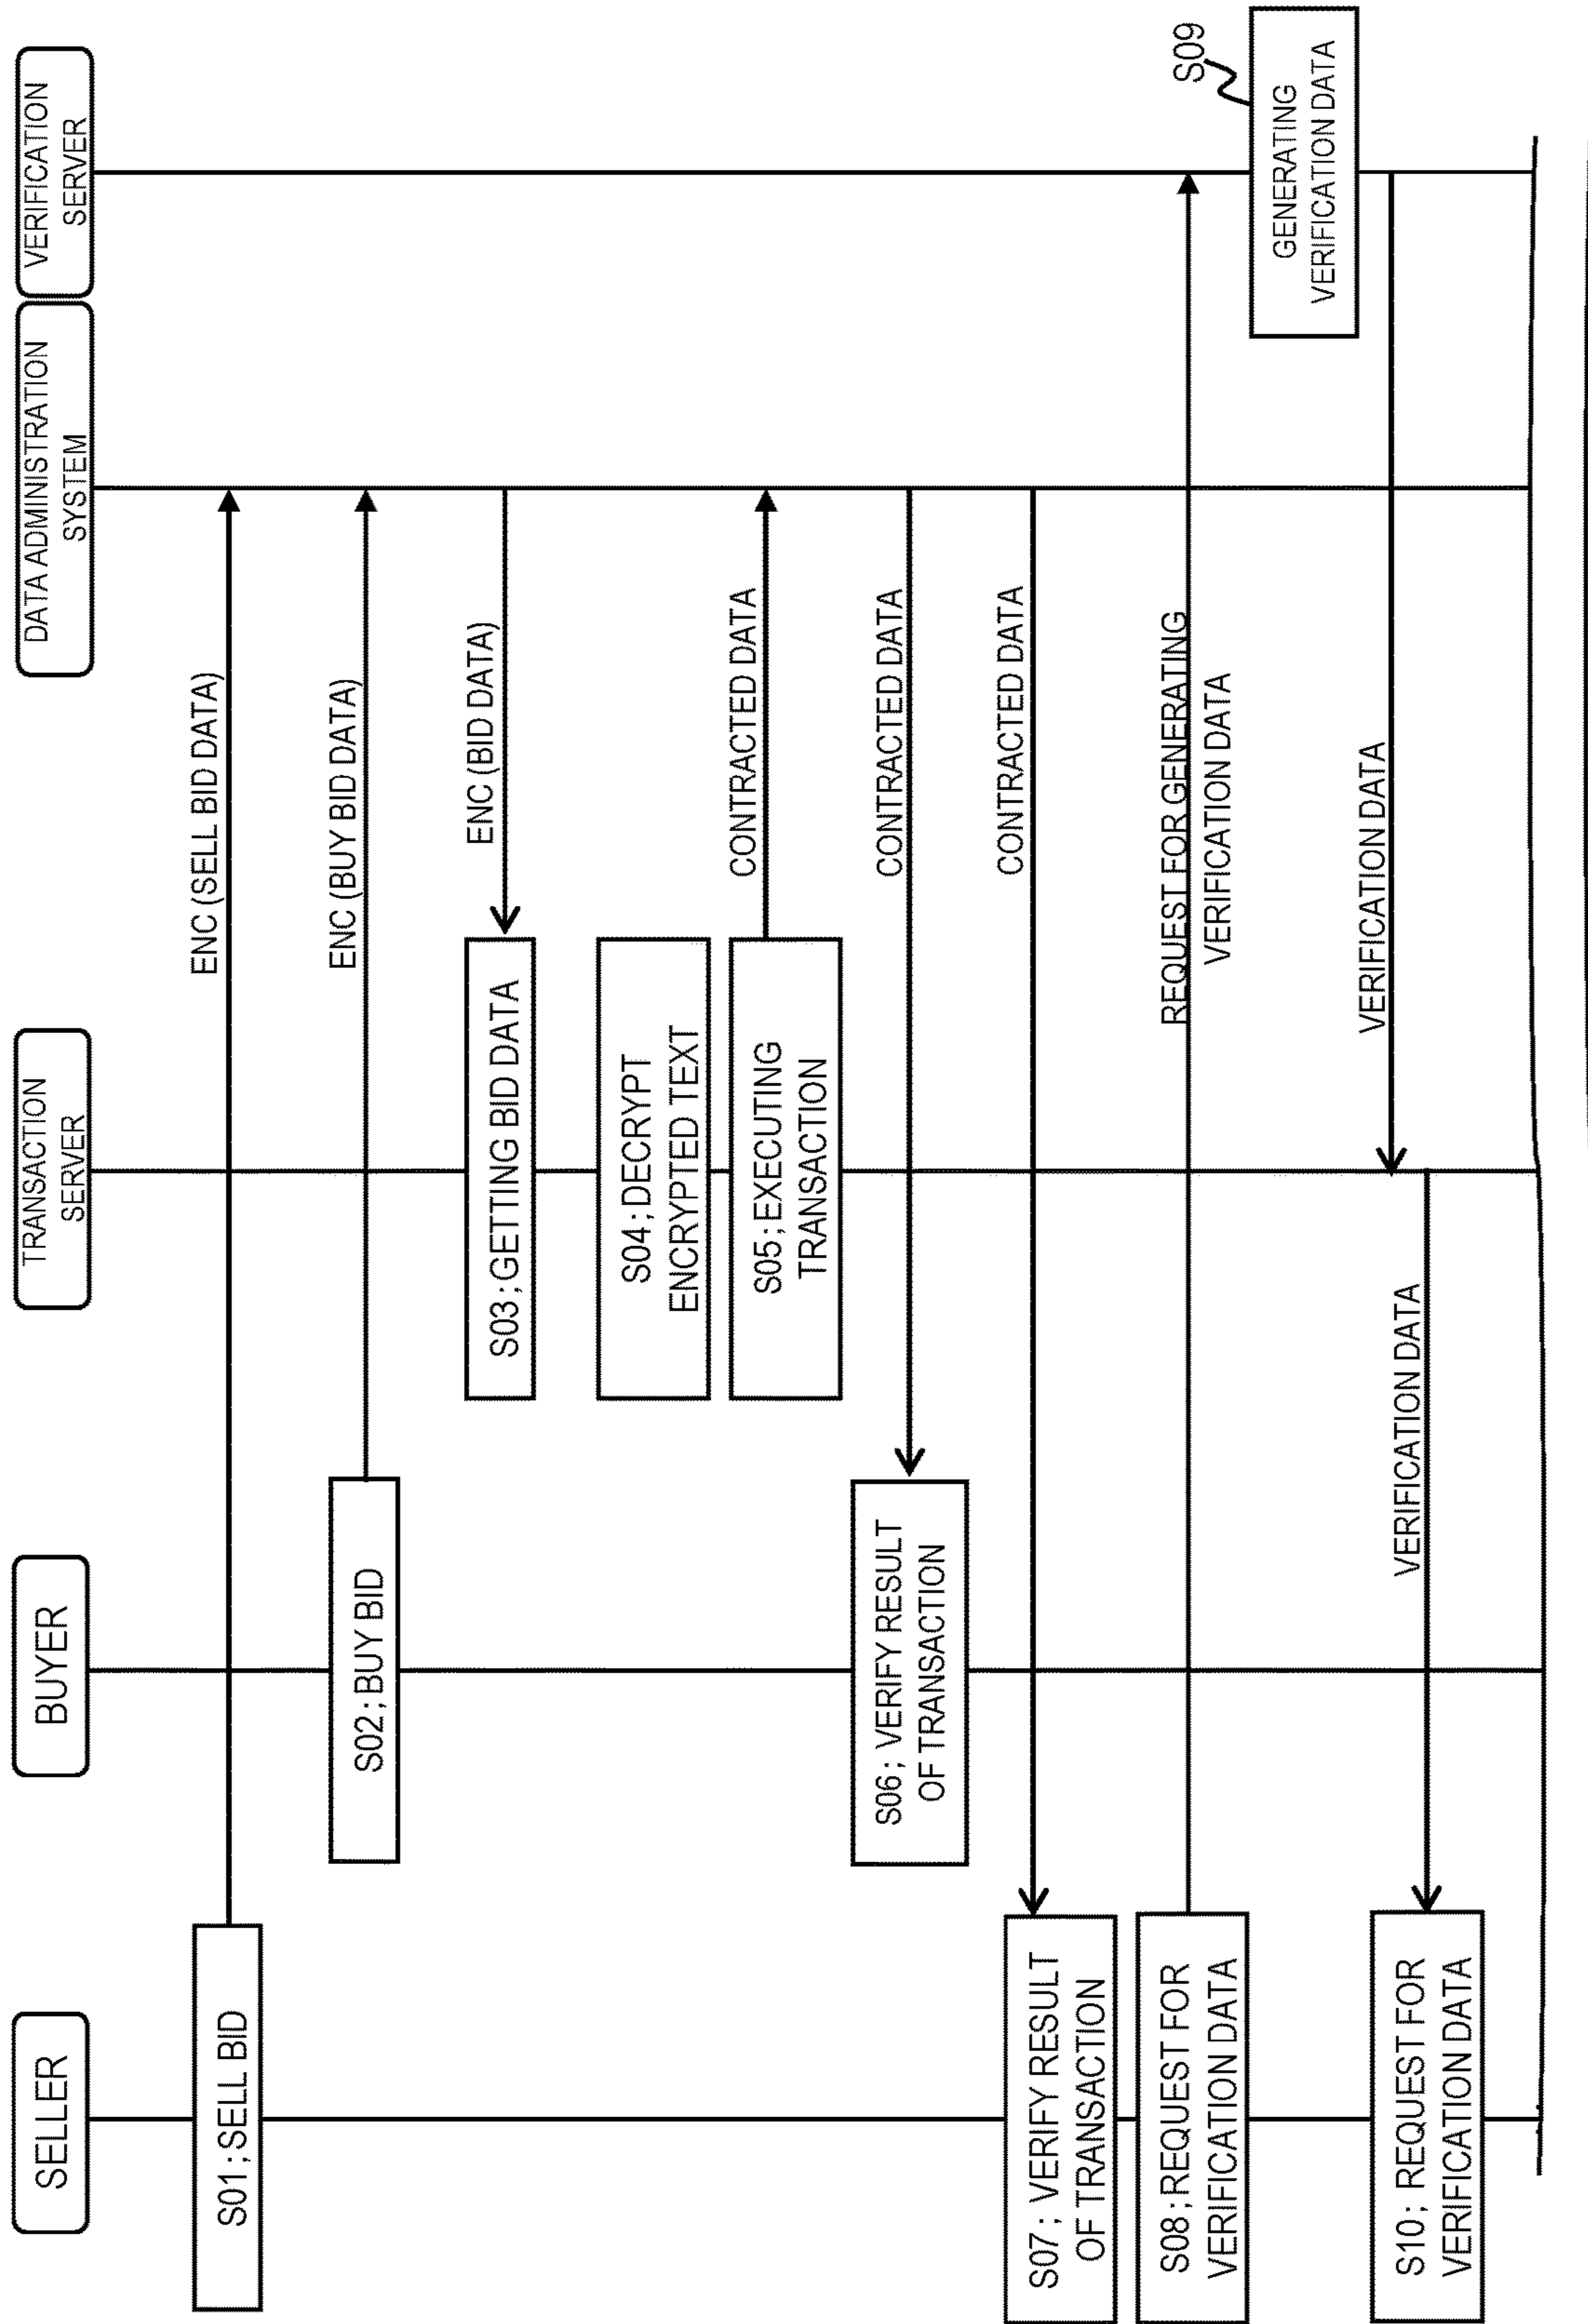 SELLER
BUYER
TRANSACTION
SERVER
DATA ADMINISTRATION
SYSTEM
VERIFICATION
SERVER
S01 ; SELL BID
ENC (SELL BID DATA)
S02 ; BUY BID
ENC (BUY BID DATA)
S03 ; GETTING BID DATA
ENC (BID DATA)
S04 ; DECRYPT
ENCRYPTED TEXT
S05 ; EXECUTING
TRANSACTION
CONTRACTED DATA
S06 ; VERIFY RESULT
OF TRANSACTION
CONTRACTED DATA
S07 ; VERIFY RESULT
OF TRANSACTION
CONTRACTED DATA
S08 ; REQUEST FOR
VERIFICATION DATA
REQUEST FOR GENERATING
VERIFICATION DATA
S09
GENERATING
VERIFICATION DATA
VERIFICATION DATA
S10 ; REQUEST FOR
VERIFICATION DATA
VERIFICATION DATA